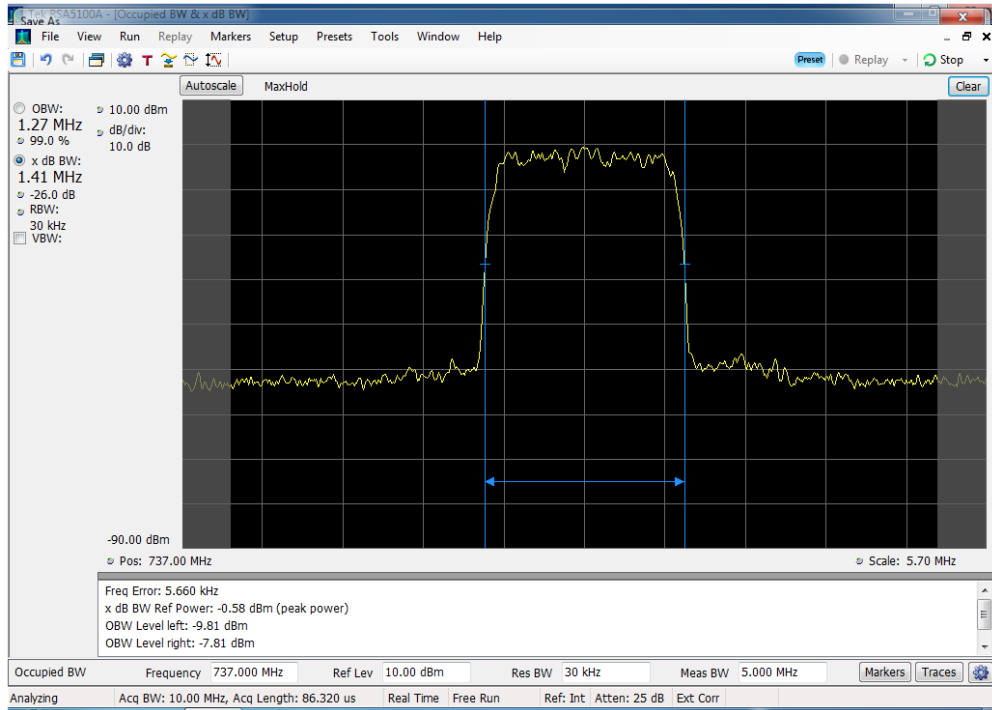 Tek RSA5100A - [Occupied BW & x dB BW]
Save As
File View Run Replay Markers Setup Presets Tools Window Help
T Preset Replay Stop
Autoscale MaxHold Clear
OBW:
1.27 MHz
99.0 %
x dB BW:
1.41 MHz
-26.0 dB
RBW:
30 kHz
VBW:
10.00 dBm
dB/div:
10.0 dB
-90.00 dBm
Pos: 737.00 MHz Scale: 5.70 MHz
Freq Error: 5.660 kHz
x dB BW Ref Power: -0.58 dBm (peak power)
OBW Level left: -9.81 dBm
OBW Level right: -7.81 dBm
Occupied BW Frequency 737.000 MHz Ref Lev 10.00 dBm Res BW 30 kHz Meas BW 5.000 MHz Markers Traces
Analyzing Acq BW: 10.00 MHz, Acq Length: 86.320 us Real Time Free Run Ref: Int Atten: 25 dB Ext Corr